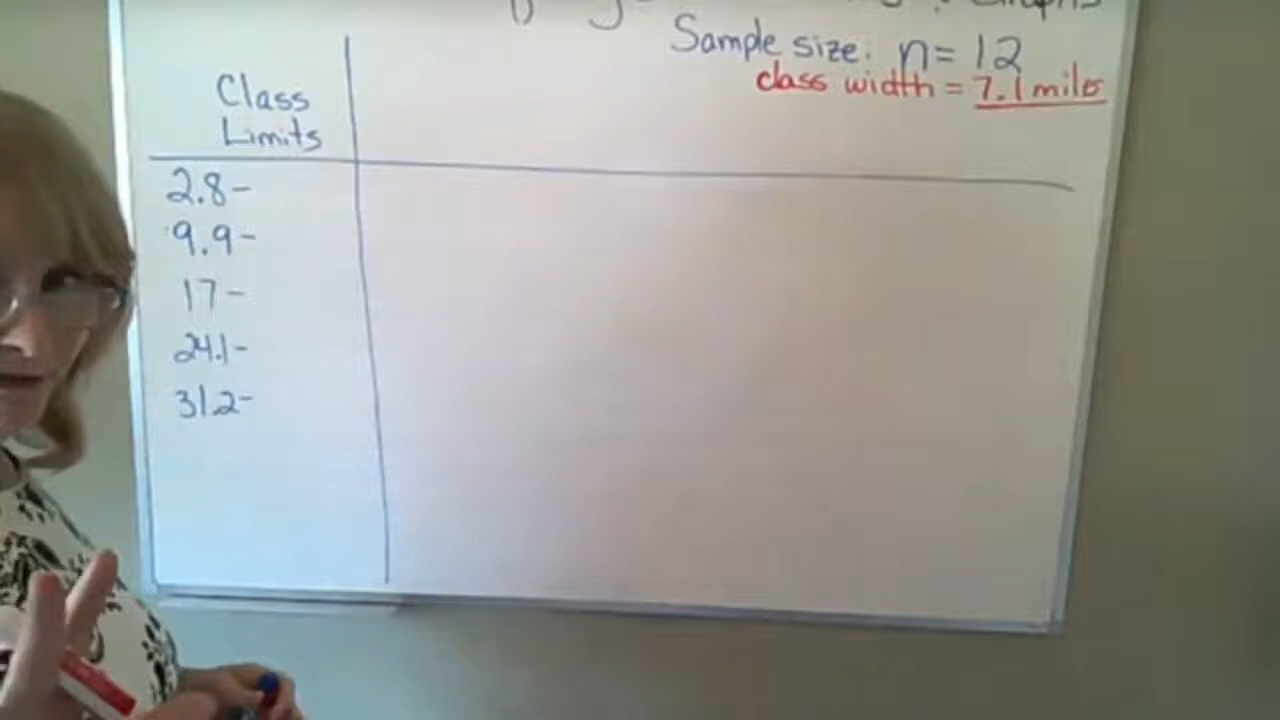 Graphs
Sample size: n = 12
class width = 7.1 miles
Class
Limits
2.8-
9.9-
17-
24.1-
31.2-